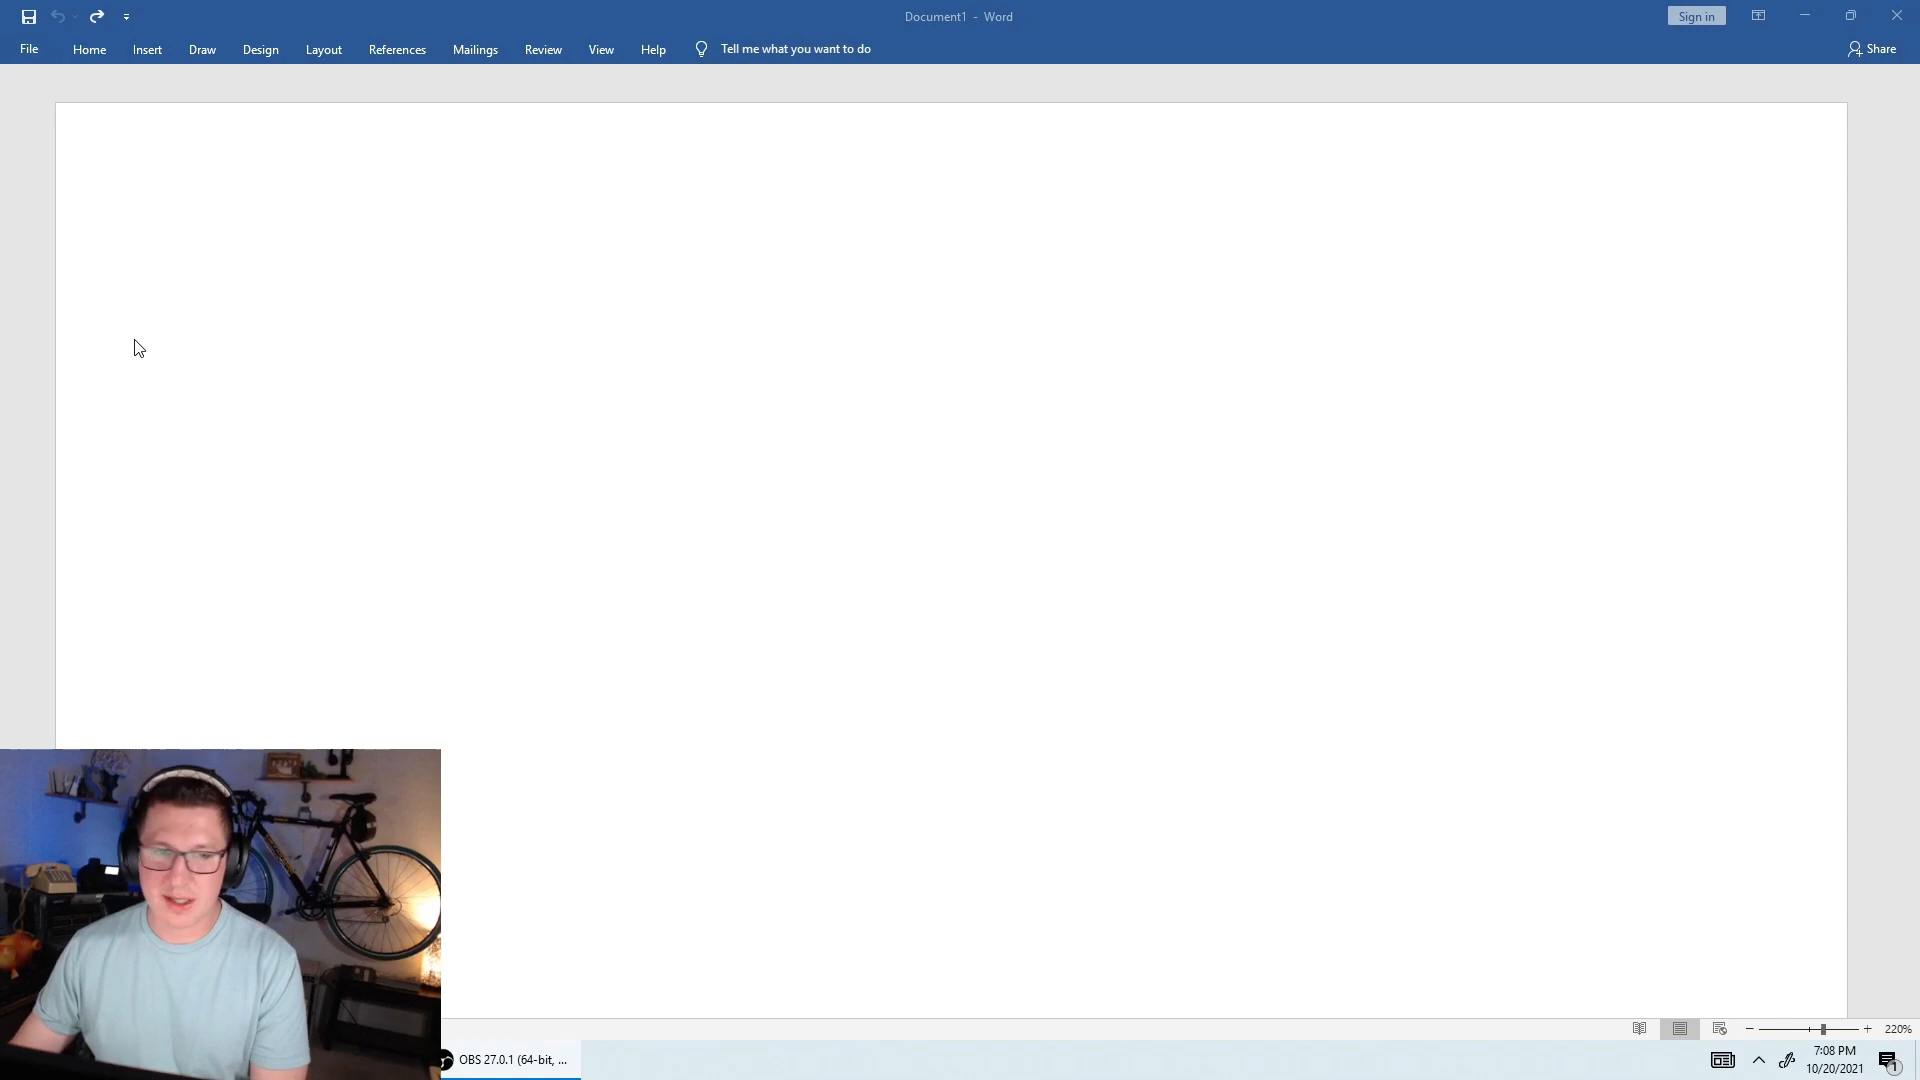 Document1 - Word
Sign in
File Home Insert Draw Design Layout References Mailings Review View Help Tell me what you want to do
Share
220%
OBS 27.0.1 (64-bit, ...
7:08 PM
10/20/2021
1